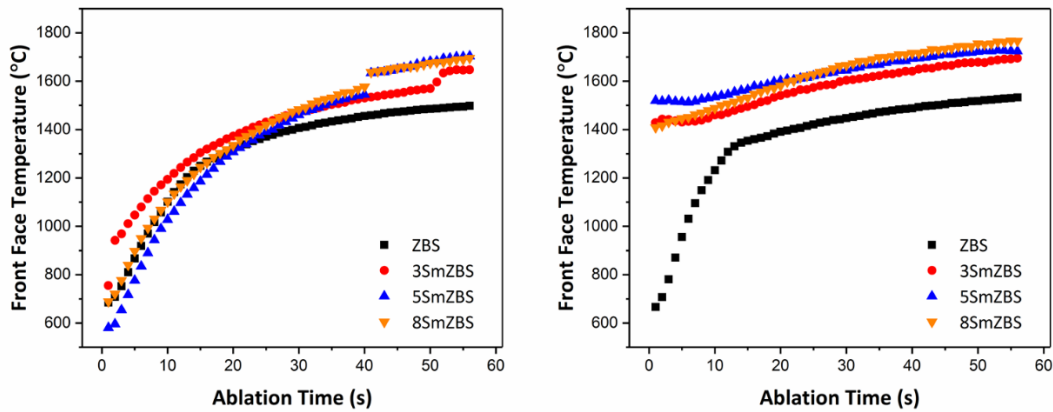 Front Face Temperature (°C)
1800
1600
1400
1200
1000
800
600
ZBS
3SmZBS
5SmZBS
8SmZBS
0 10 20 30 40 50 60
Ablation Time (s)
Front Face Temperature (°C)
1800
1600
1400
1200
1000
800
600
ZBS
3SmZBS
5SmZBS
8SmZBS
0 10 20 30 40 50 60
Ablation Time (s)